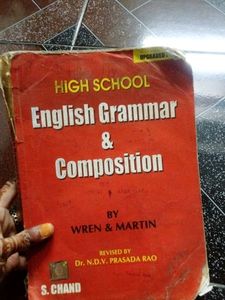 UPGRADED
HiGH SCHOOL
English Grammar
&
Composition
BY
WREN & MARTIN
REVISED BY
Dr. N.D.V. PRASADA RAO
S. CHAND